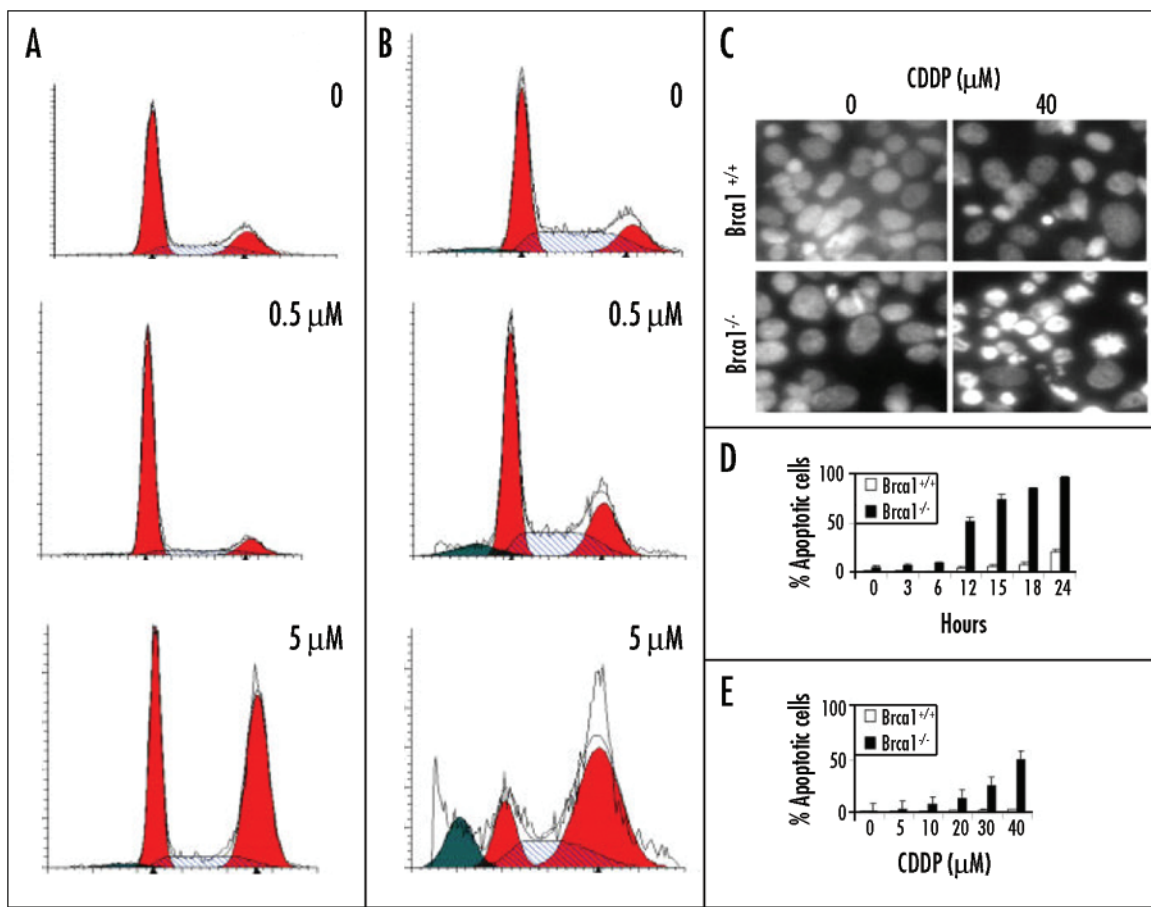 A
0
0.5 μM
5 μM
B
0
0.5 μM
5 μM
C
CDDP (μM)
0 40
Brca1 +/+
Brca1 -/-
D
% Apoptotic cells
100
50
0
Brca1+/+
Brca1-/-
0 3 6 12 15 18 24
Hours
E
% Apoptotic cells
100
50
0
Brca1+/+
Brca1-/-
0 5 10 20 30 40
CDDP (μM)